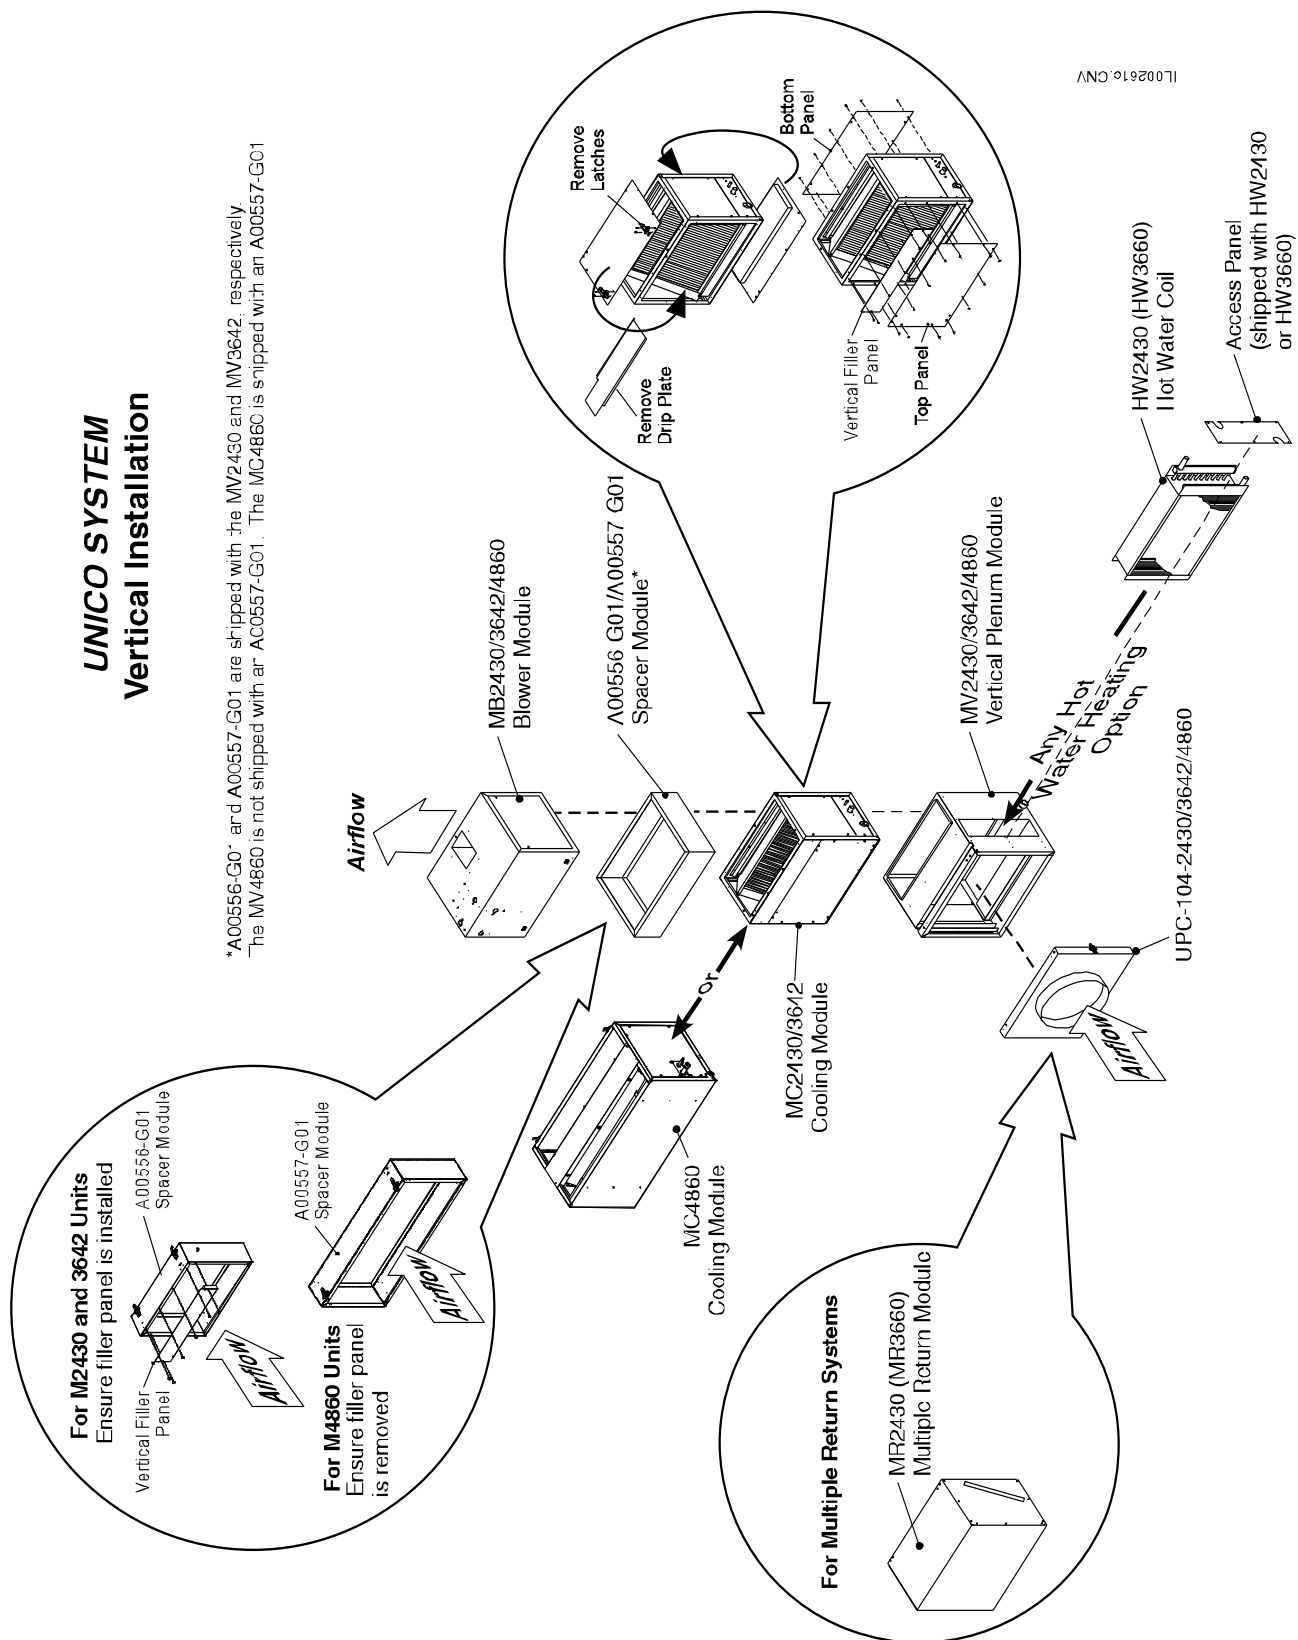 UNICO SYSTEM
Vertical Installation
*A00556-G01 and A00557-G01 are shipped with the MV2430 and MV3642, respectively.
The MV4860 is not shipped with an AC0557-G01. The MC4860 is shipped with an A00557-G01
For M2430 and 3642 Units
Ensure filler panel is installed
Vertical Filler
Panel
A00556-G01
Spacer Module
Airflow
For M4860 Units
Ensure filler panel
is removed
A00557-G01
Spacer Module
Airflow
Airflow
MB2430/3642/4860
Blower Module
A00556 G01/A00557 G01
Spacer Module*
Remove
Latches
Remove
Drip Plate
Bottom
Panel
Vertical Filler
Panel
Top Panel
MC4860
Cooling Module
or
MC2430/3642
Cooling Module
MV2430/3642/4860
Vertical Plenum Module
Any Hot
Water Heating
Option
HW2430 (HW3660)
Hot Water Coil
Access Panel
(shipped with HW2430
or HW3660)
UPC-104-2430/3642/4860
Airflow
For Multiple Return Systems
MR2430 (MR3660)
Multiple Return Module
IL00261c.CNV